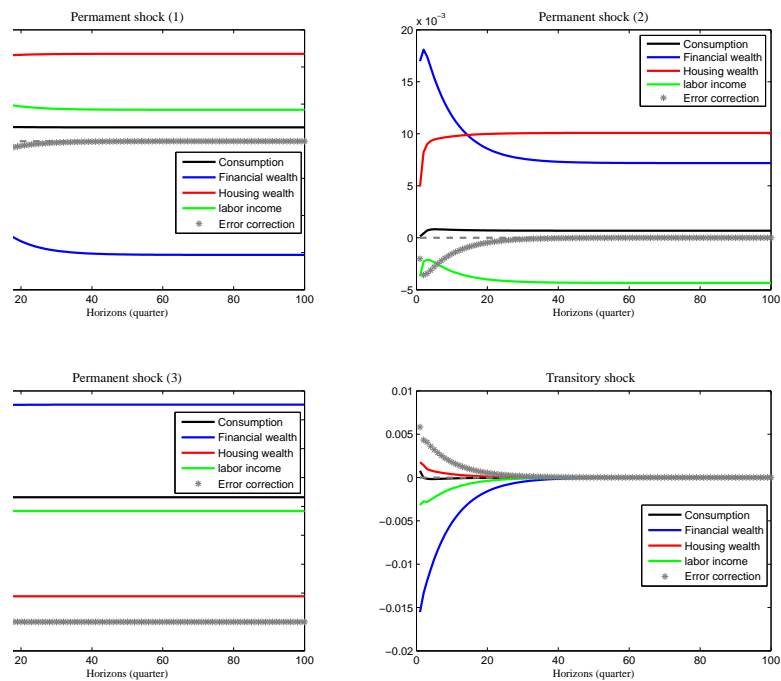 Permament shock (1)
Consumption
Financial wealth
Housing wealth
labor income
Error correction
20 40 60 80 100
Horizons (quarter)
Permanent shock (2)
x 10⁻³
20
15
10
5
0
−5
Consumption
Financial wealth
Housing wealth
labor income
Error correction
0 20 40 60 80 100
Horizons (quarter)
Permanent shock (3)
Consumption
Financial wealth
Housing wealth
labor income
Error correction
20 40 60 80 100
Horizons (quarter)
Transitory shock
0.01
0.005
0
−0.005
−0.01
−0.015
−0.02
Consumption
Financial wealth
Housing wealth
labor income
Error correction
0 20 40 60 80 100
Horizons (quarter)